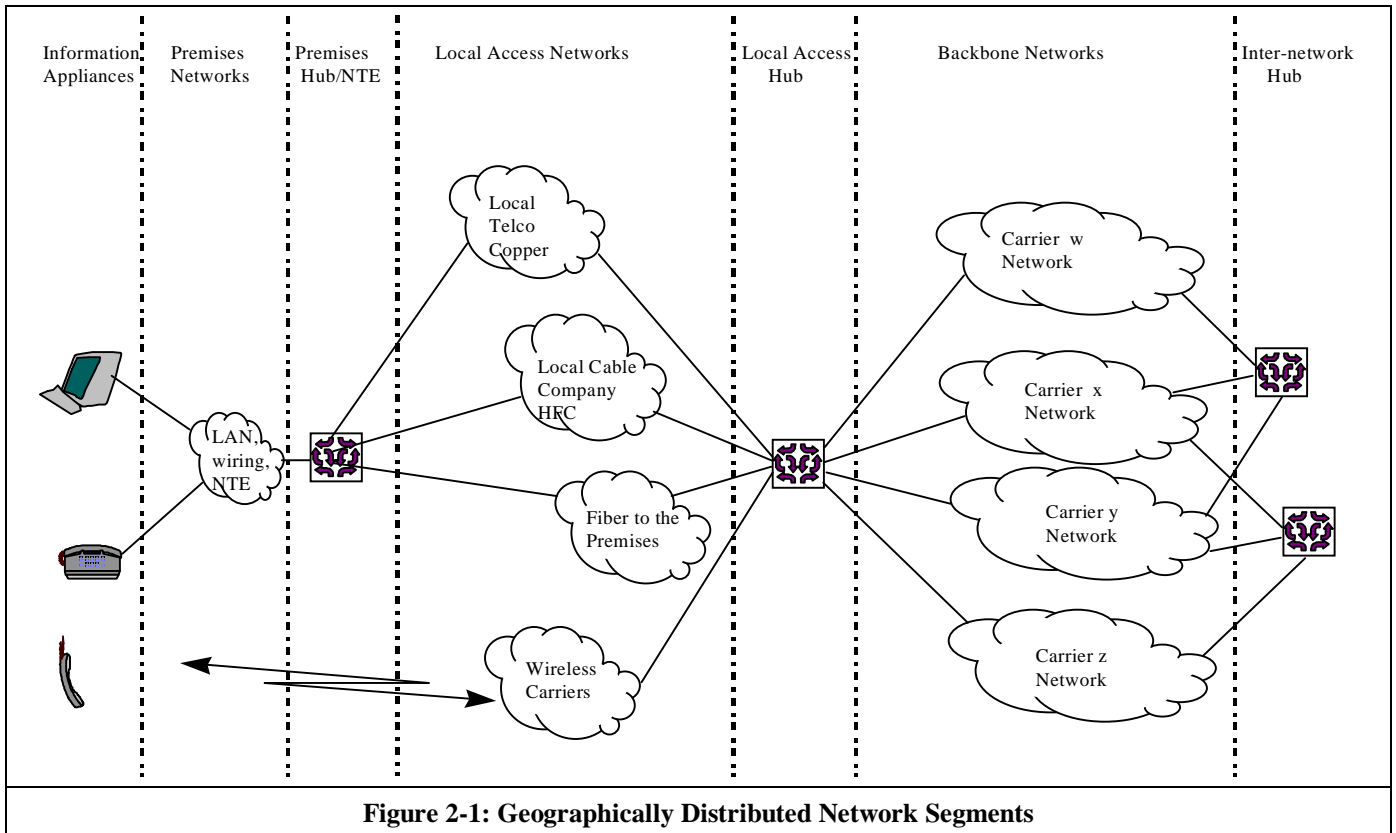 Information
Appliances
Premises
Networks
Premises
Hub/NTE
Local Access Networks
Local Access
Hub
Backbone Networks
Inter-network
Hub
Local
Telco
Copper
Carrier w
Network
Local Cable
Company
HFC
Carrier x
Network
LAN,
wiring,
NTE
Fiber to the
Premises
Carrier y
Network
Wireless
Carriers
Carrier z
Network
Figure 2-1: Geographically Distributed Network Segments